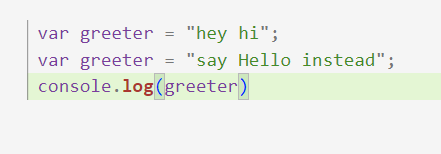 var greeter = "hey hi";
var greeter = "say Hello instead";
console.log(greeter)